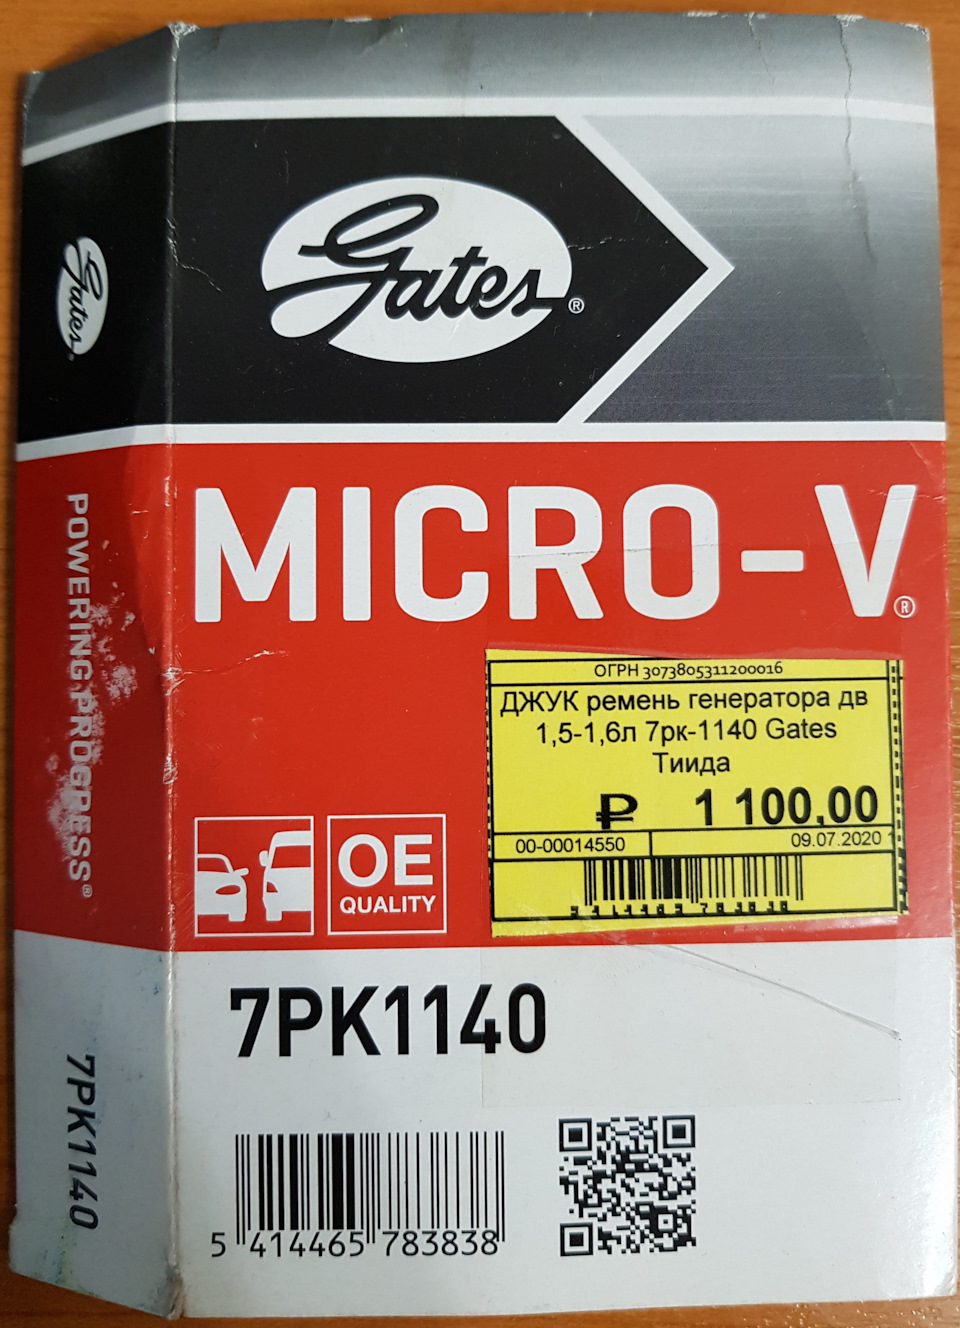 Gates®
Gates®
POWERING PROGRESS®
7PK1140
MICRO-V®
ОГРН 3073805311200016
ДЖУК ремень генератора дв
1,5-1,6л 7рк-1140 Gates
Тиида
₽ 1 100,00
00-00014550 09.07.2020
OE
QUALITY
7PK1140
5 414465 783838